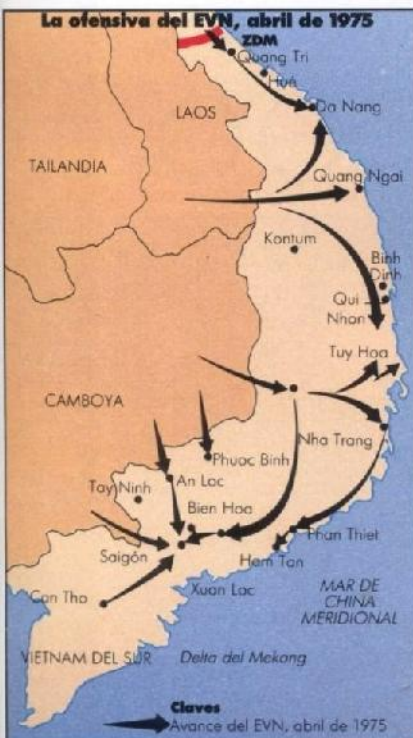 La ofensiva del EVN, abril de 1975
ZDM
Quang Tri
Hué
Da Nang
LAOS
TAILANDIA
Quang Ngai
Kontum
Binh
Dinh
Qui
Nhon
Tuy Hoa
CAMBOYA
Nha Trang
Phuoc Binh
An Loc
Tay Ninh
Bien Hoa
Phan Thiet
Saigón
Hem Tan
Xuan Loc
Can Tho
MAR DE
CHINA
MERIDIONAL
VIETNAM DEL SUR
Delta del Mekong
Claves
Avance del EVN, abril de 1975